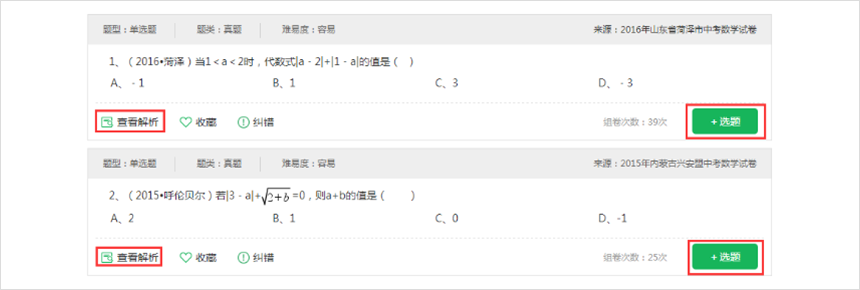 题型：单选题 题类：真题 难易度：容易 来源：2016年山东省菏泽市中考数学试卷
1、（2016•菏泽）当1＜a＜2时，代数式|a﹣2|+|1﹣a|的值是（ ）
A、﹣1 B、1 C、3 D、﹣3
查看解析 收藏 纠错 组卷次数：39次 +选题
题型：单选题 题类：真题 难易度：容易 来源：2015年内蒙古兴安盟中考数学试卷
2、（2015•呼伦贝尔）若|3﹣a|+√2+b=0，则a+b的值是（ ）
A、2 B、1 C、0 D、-1
查看解析 收藏 纠错 组卷次数：25次 +选题